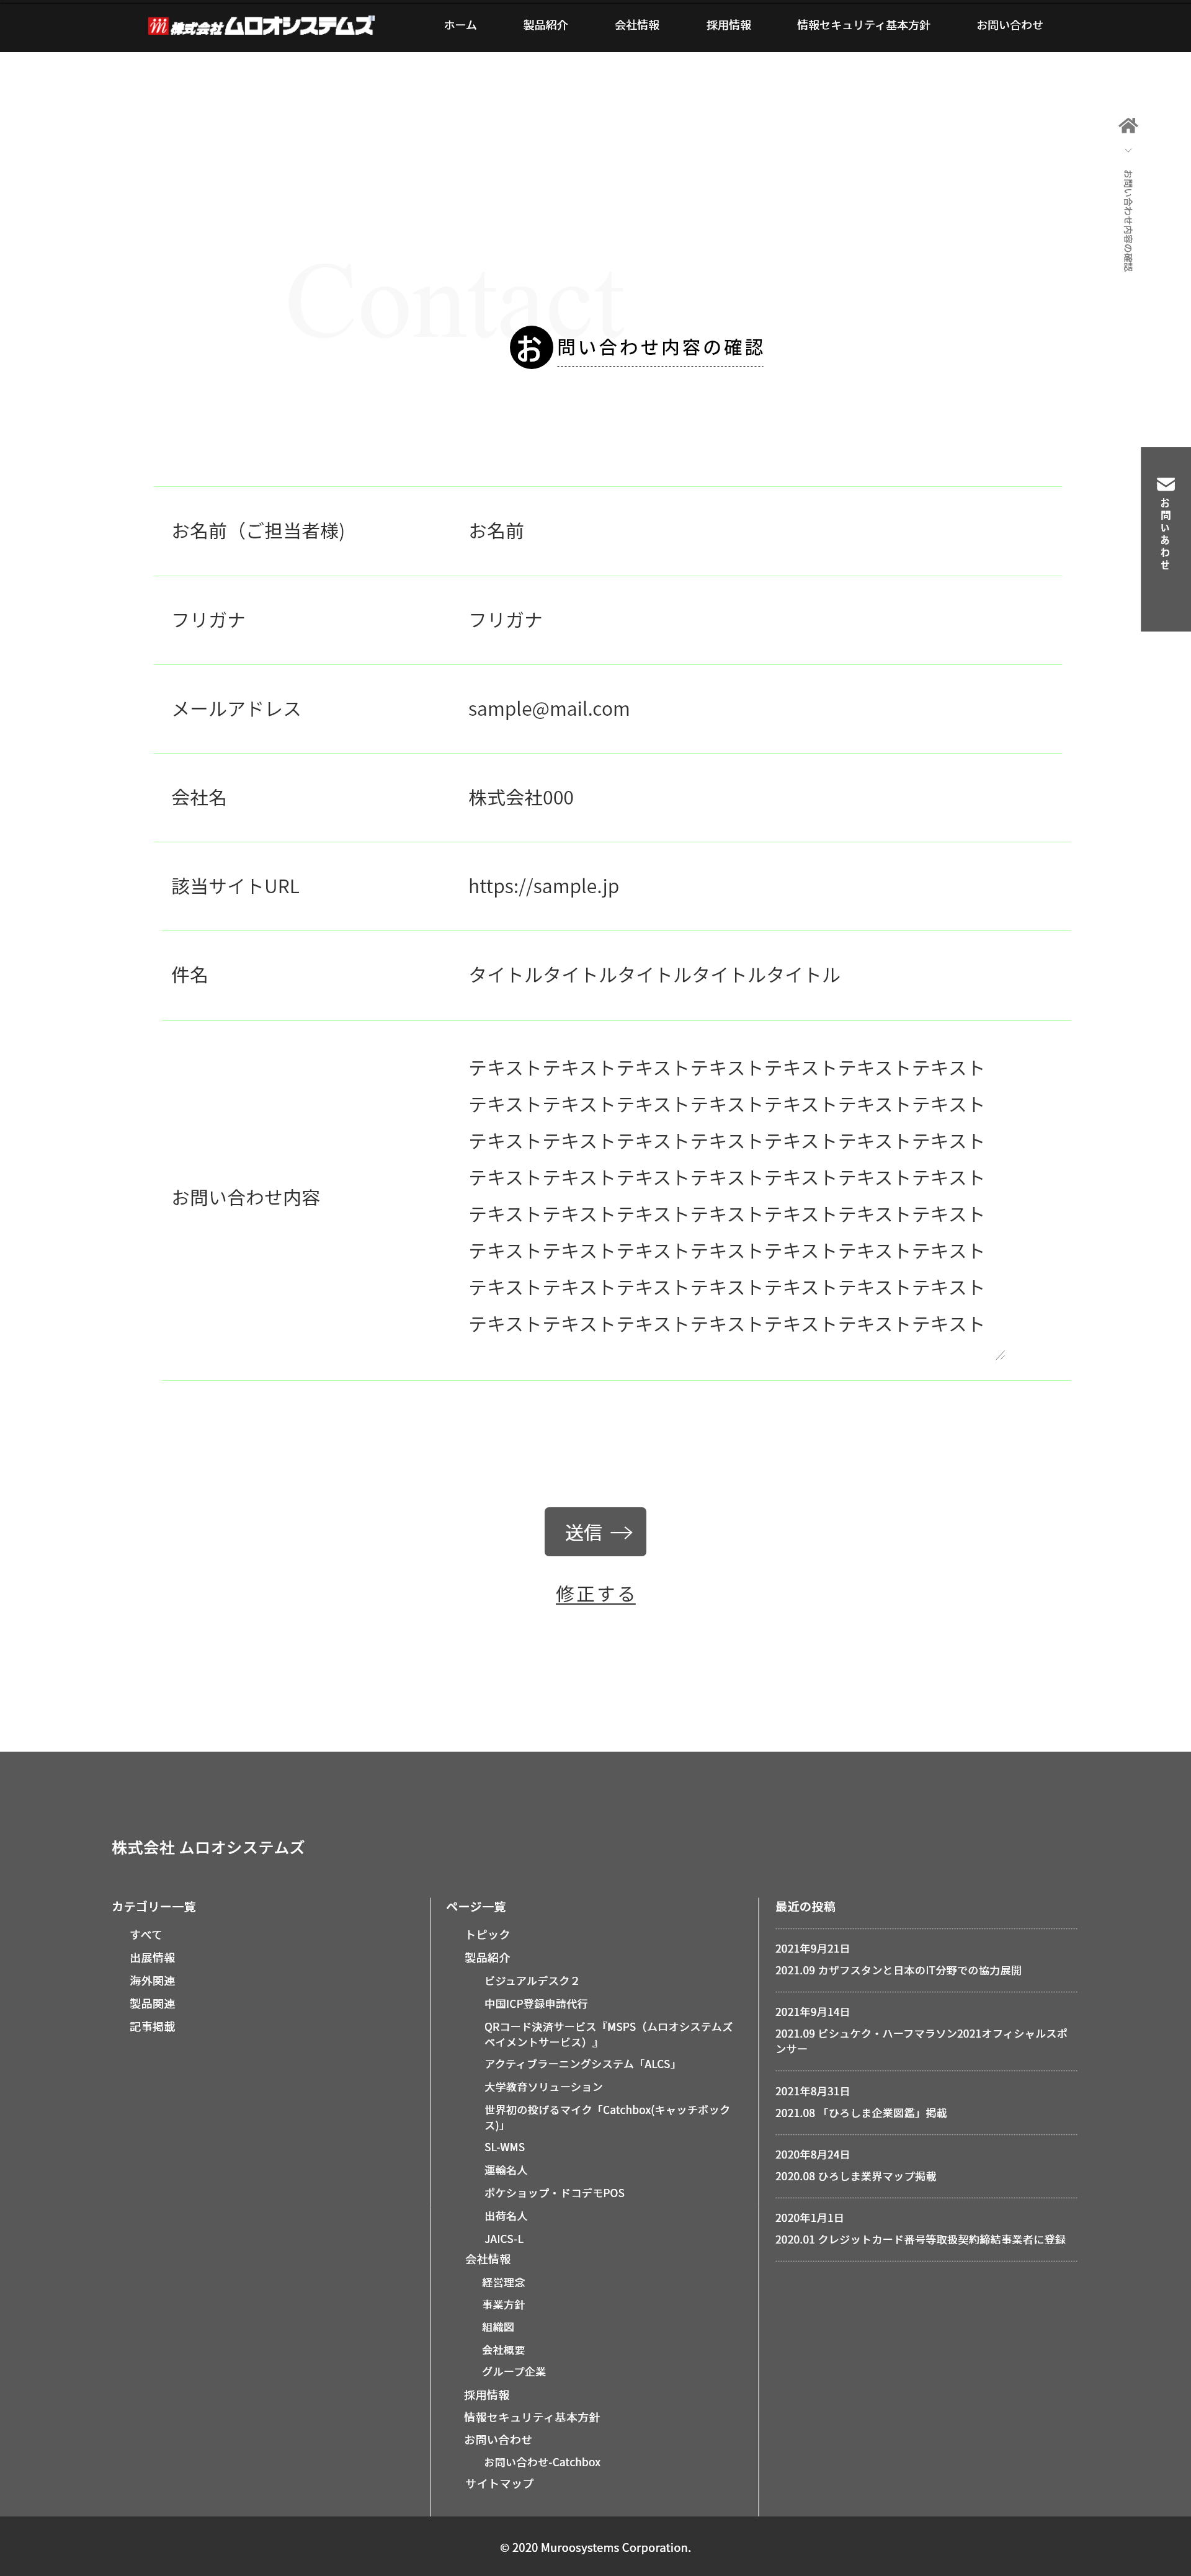 株式会社ムロオシステムズ
ホーム 製品紹介 会社情報 採用情報 情報セキュリティ基本方針 お問い合わせ
お問い合わせ内容の確認
Contact
お問い合わせ内容の確認
お問いあわせ
お名前（ご担当者様) お名前
フリガナ フリガナ
メールアドレス sample@mail.com
会社名 株式会社000
該当サイトURL https://sample.jp
件名 タイトルタイトルタイトルタイトルタイトル
お問い合わせ内容
テキストテキストテキストテキストテキストテキストテキスト
テキストテキストテキストテキストテキストテキストテキスト
テキストテキストテキストテキストテキストテキストテキスト
テキストテキストテキストテキストテキストテキストテキスト
テキストテキストテキストテキストテキストテキストテキスト
テキストテキストテキストテキストテキストテキストテキスト
テキストテキストテキストテキストテキストテキストテキスト
テキストテキストテキストテキストテキストテキストテキスト
送信
修正する
株式会社 ムロオシステムズ
カテゴリー一覧
すべて
出展情報
海外関連
製品関連
記事掲載
ページ一覧
トピック
製品紹介
ビジュアルデスク２
中国ICP登録申請代行
QRコード決済サービス『MSPS（ムロオシステムズ
ペイメントサービス）』
アクティブラーニングシステム「ALCS」
大学教育ソリューション
世界初の投げるマイク「Catchbox(キャッチボック
ス)」
SL-WMS
運輸名人
ポケショップ・ドコデモPOS
出荷名人
JAICS-L
会社情報
経営理念
事業方針
組織図
会社概要
グループ企業
採用情報
情報セキュリティ基本方針
お問い合わせ
お問い合わせ-Catchbox
サイトマップ
最近の投稿
2021年9月21日
2021.09 カザフスタンと日本のIT分野での協力展開
2021年9月14日
2021.09 ビシュケク・ハーフマラソン2021オフィシャルスポ
ンサー
2021年8月31日
2021.08 「ひろしま企業図鑑」掲載
2020年8月24日
2020.08 ひろしま業界マップ掲載
2020年1月1日
2020.01 クレジットカード番号等取扱契約締結事業者に登録
© 2020 Muroosystems Corporation.